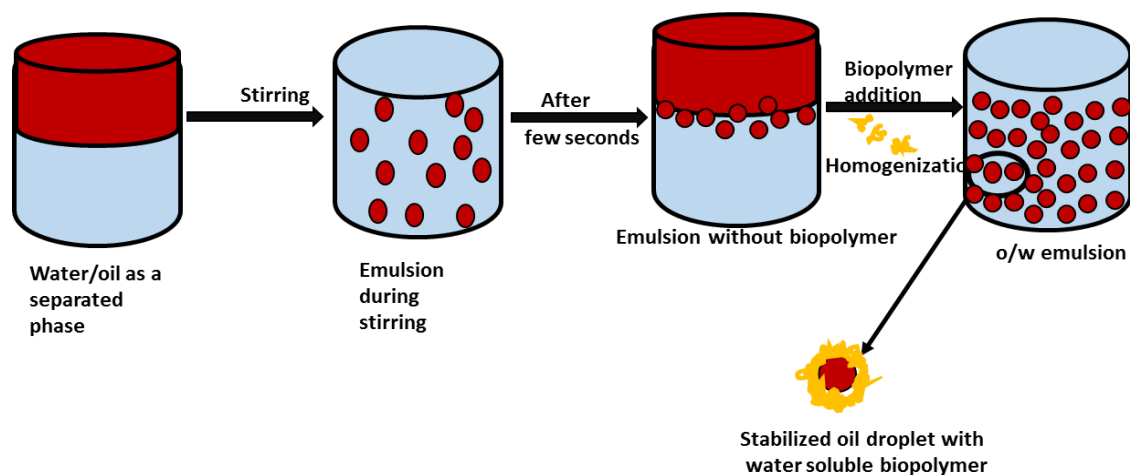 Stirring
After
few seconds
Biopolymer
addition
Homogenizatic
Water/oil as a
separated
phase
Emulsion
during
stirring
Emulsion without biopolymer
o/w emulsion
Stabilized oil droplet with
water soluble biopolymer